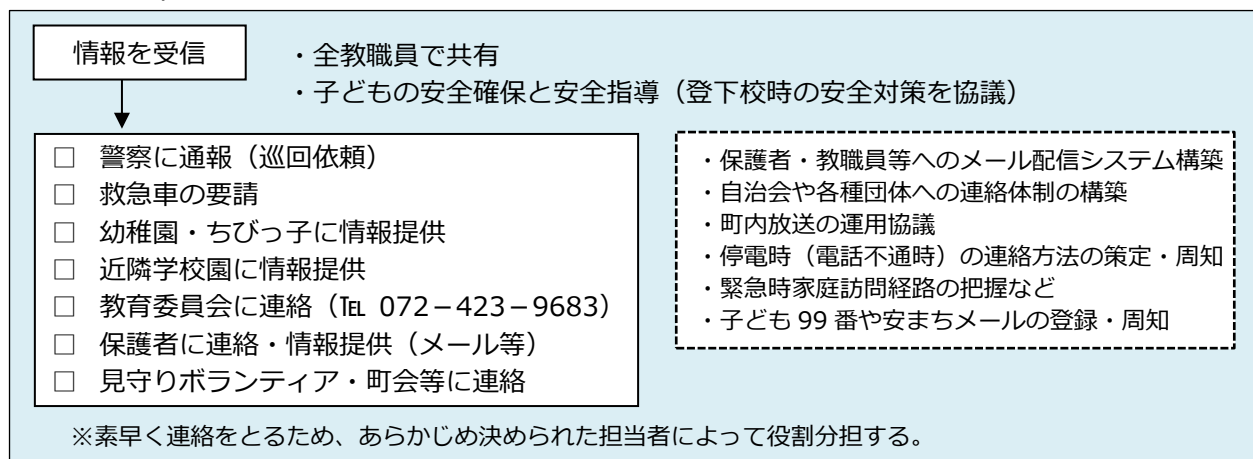 情報を受信
・全教職員で共有
・子どもの安全確保と安全指導（登下校時の安全対策を協議）
□ 警察に通報（巡回依頼）
□ 救急車の要請
□ 幼稚園・ちびっ子に情報提供
□ 近隣学校園に情報提供
□ 教育委員会に連絡（℡ 072－423－9683）
□ 保護者に連絡・情報提供（メール等）
□ 見守りボランティア・町会等に連絡
・保護者・教職員等へのメール配信システム構築
・自治会や各種団体への連絡体制の構築
・町内放送の運用協議
・停電時（電話不通時）の連絡方法の策定・周知
・緊急時家庭訪問経路の把握など
・子ども 99 番や安まちメールの登録・周知
※素早く連絡をとるため、あらかじめ決められた担当者によって役割分担する。